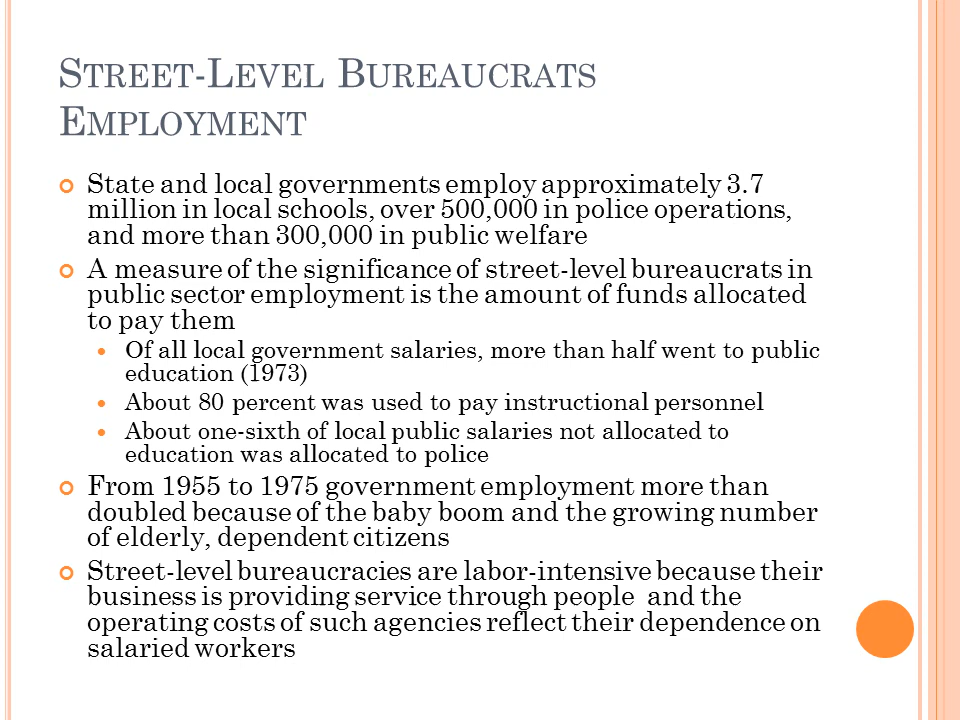 STREET-LEVEL BUREAUCRATS
EMPLOYMENT
State and local governments employ approximately 3.7
million in local schools, over 500,000 in police operations,
and more than 300,000 in public welfare
A measure of the significance of street-level bureaucrats in
public sector employment is the amount of funds allocated
to pay them
Of all local government salaries, more than half went to public
education (1973)
About 80 percent was used to pay instructional personnel
About one-sixth of local public salaries not allocated to
education was allocated to police
From 1955 to 1975 government employment more than
doubled because of the baby boom and the growing number
of elderly, dependent citizens
Street-level bureaucracies are labor-intensive because their
business is providing service through people and the
operating costs of such agencies reflect their dependence on
salaried workers